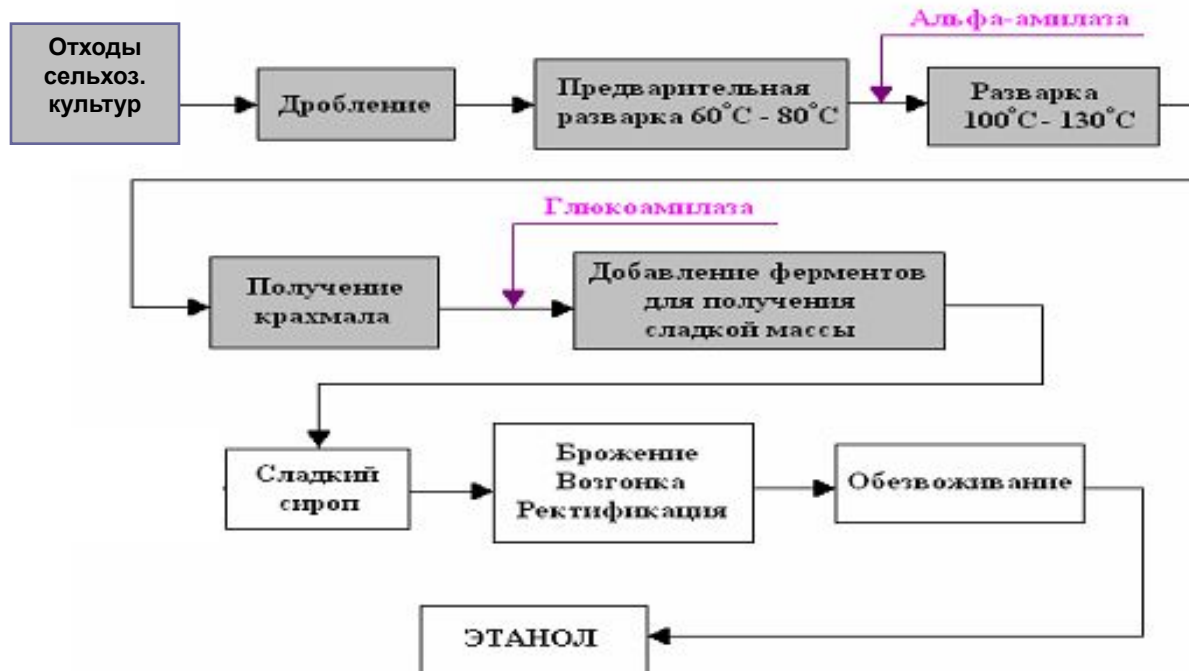 Отходы
сельхоз.
культур
Дробление
Предварительная
разварка 60°C - 80°C
Альфа-амилаза
Разварка
100°C- 130°C
Получение
крахмала
Глюкоамилаза
Добавление ферментов
для получения
сладкой массы
Сладкий
сироп
Брожение
Возгонка
Ректификация
Обезвоживание
ЭТАНОЛ